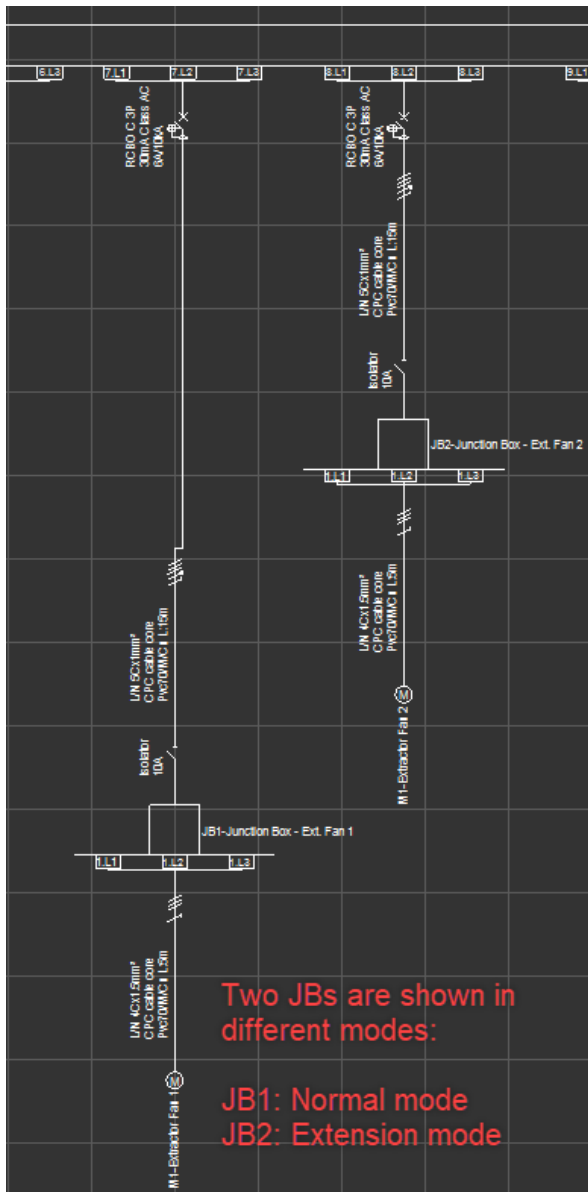 6.L3
7.L1
7.L2
7.L3
8.L1
8.L2
8.L3
9.L1
RCBO C 3P
30mA Class AC
6A/10kA
RCBO C 3P
30mA Class AC
6A/10kA
L/N 5Cx1mm²
CPC cable core
Pvc70/M/Cu L:15m
Isolator
10A
JB2-Junction Box - Ext. Fan 2
1.L1
1.L2
1.L3
L/N 4Cx1.5mm²
CPC cable core
Pvc70/M/Cu L:5m
M
M1-Extractor Fan 2
L/N 5Cx1mm²
CPC cable core
Pvc70/M/Cu L:15m
Isolator
10A
JB1-Junction Box - Ext. Fan 1
1.L1
1.L2
1.L3
L/N 4Cx1.5mm²
CPC cable core
Pvc70/M/Cu L:5m
M
M1-Extractor Fan 1
Two JBs are shown in
different modes:
JB1: Normal mode
JB2: Extension mode